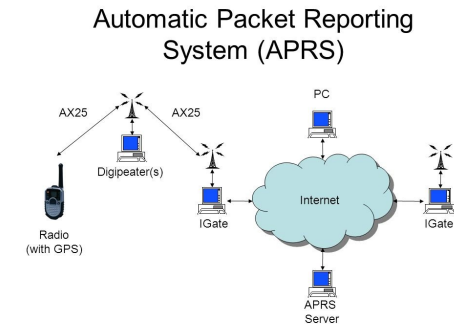 Automatic Packet Reporting
System (APRS)
PC
AX25
AX25
Digipeater(s)
Internet
IGate
IGate
Radio
(with GPS)
APRS
Server